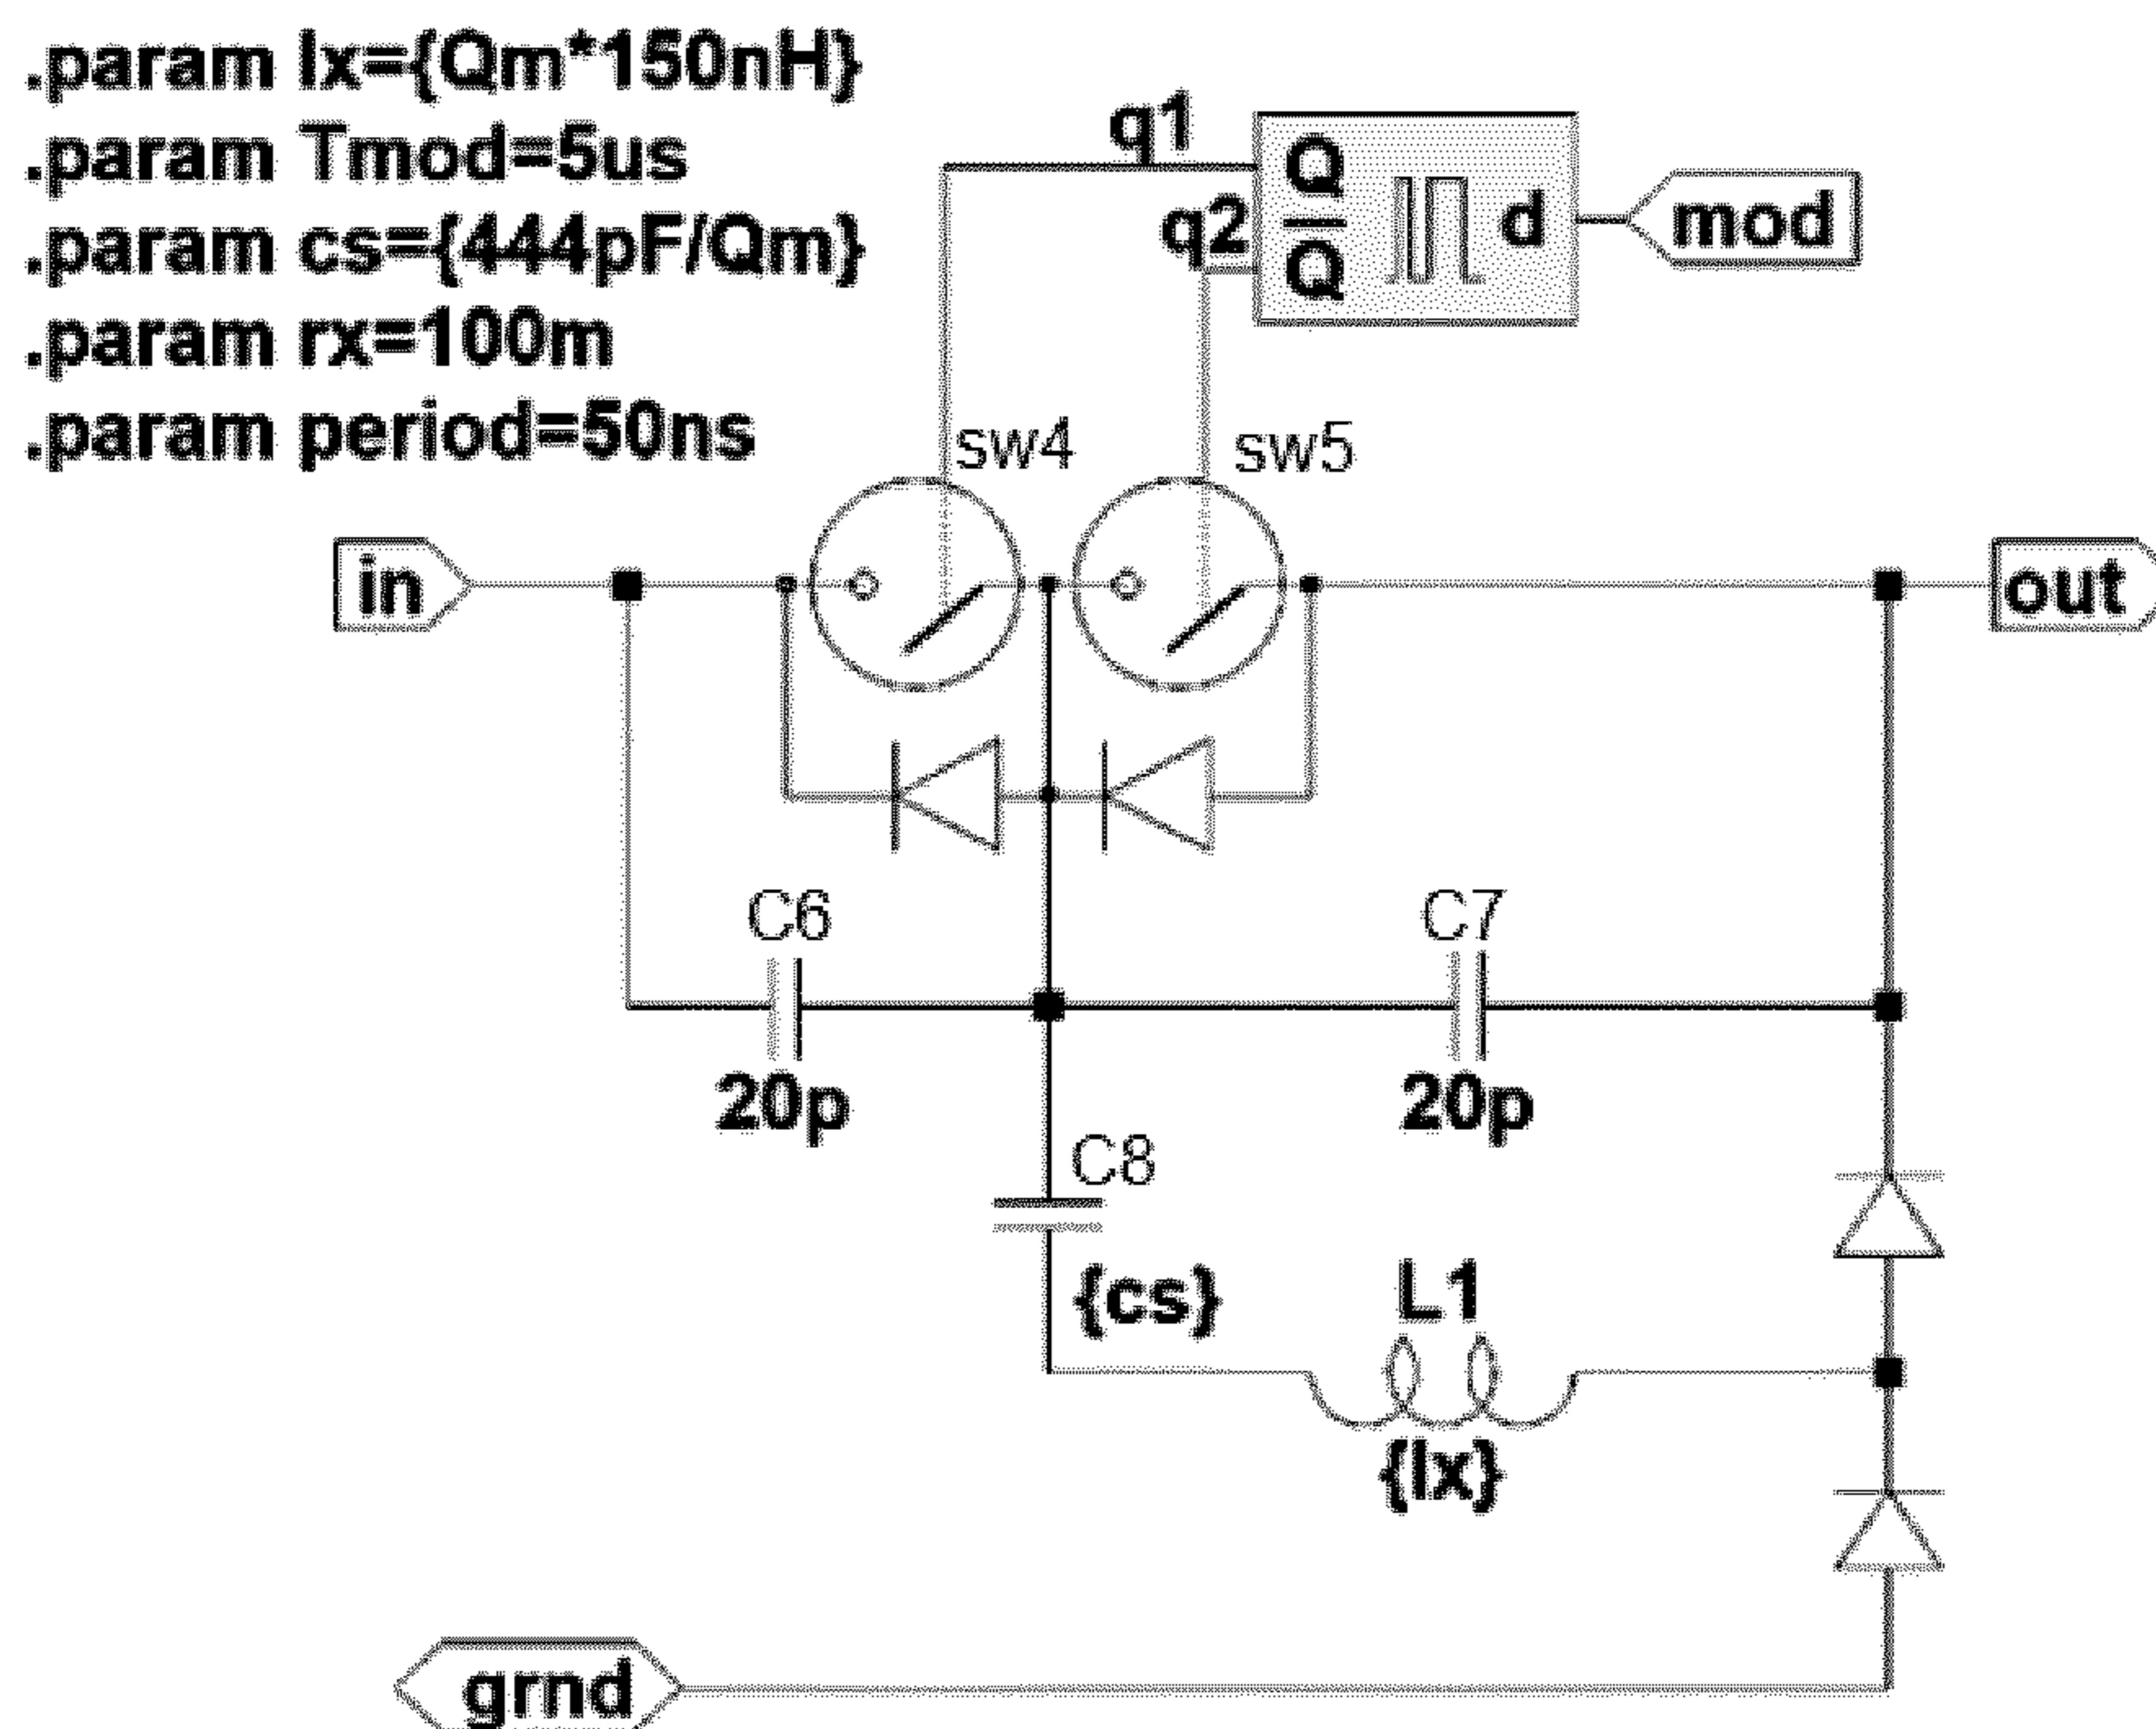 .param lx={Qm*150nH}
.param Tmod=5us
.param cs={444pF/Qm}
.param rx=100m
.param period=50ns
q1
q2
Q
Q
d
mod
sw4
sw5
in
out
C6
20p
C7
20p
C8
{cs}
L1
{lx}
grnd